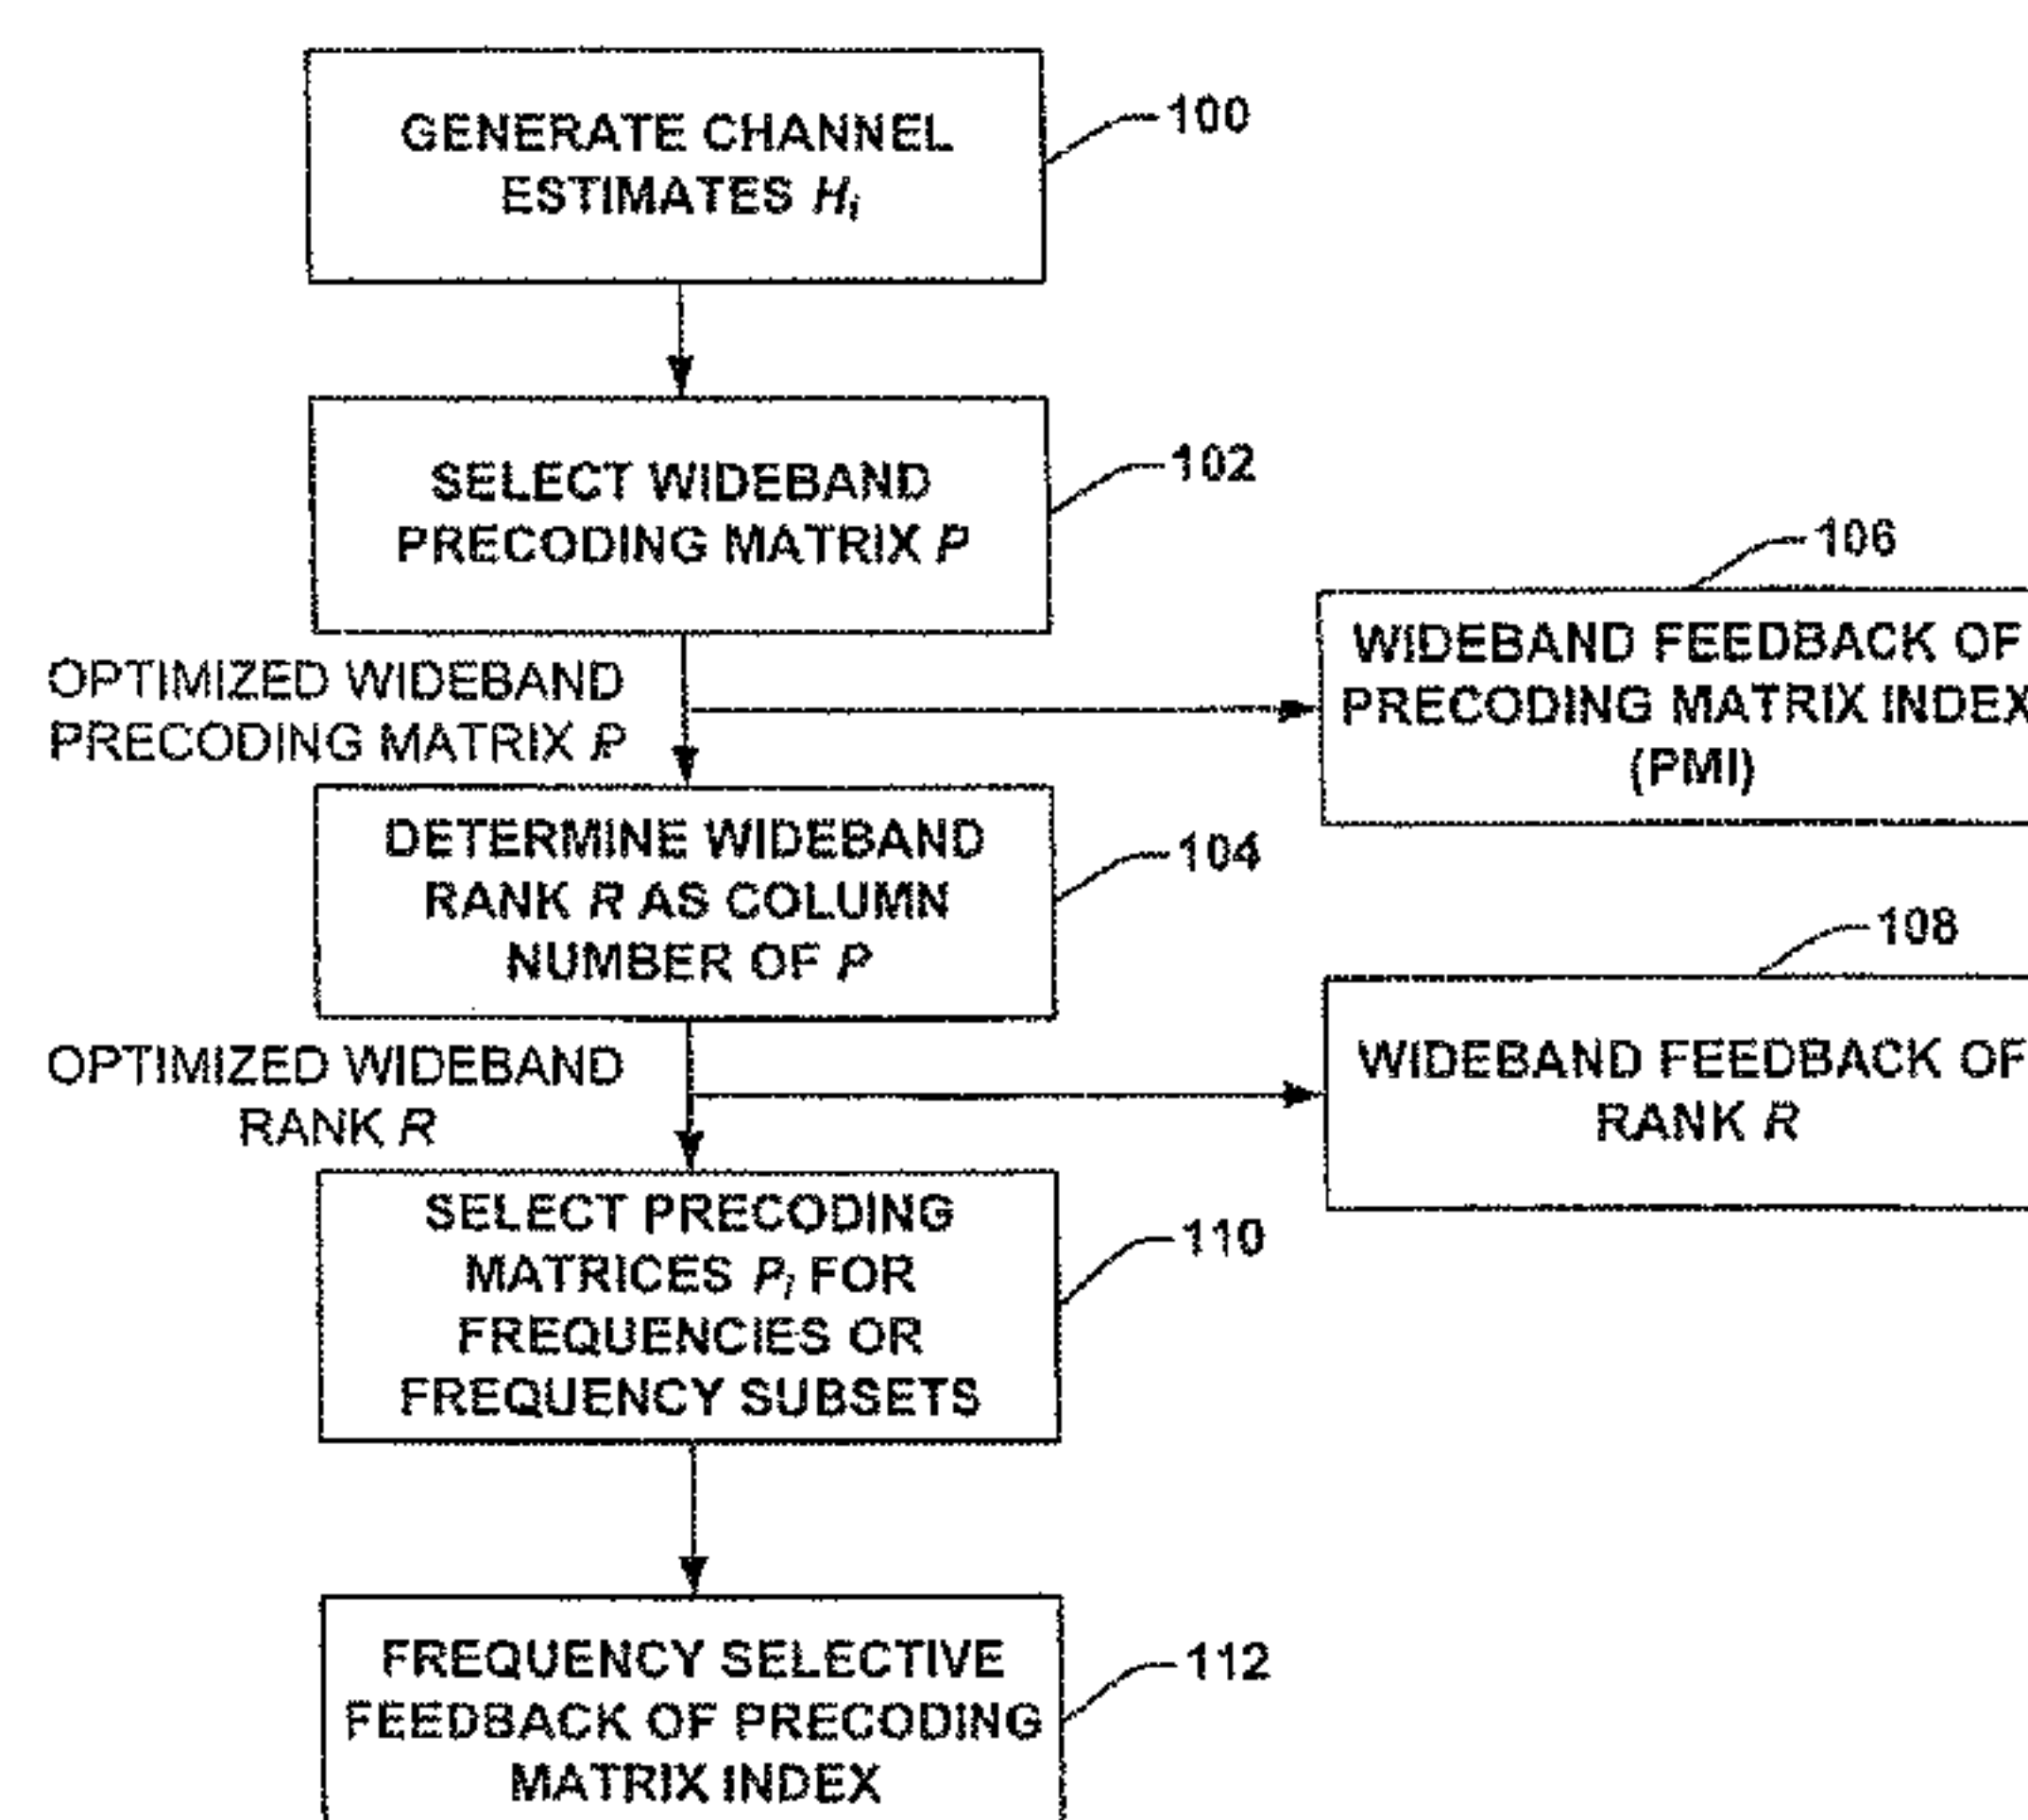 GENERATE CHANNEL
ESTIMATES Hi
100
SELECT WIDEBAND
PRECODING MATRIX P
102
OPTIMIZED WIDEBAND
PRECODING MATRIX P
106
WIDEBAND FEEDBACK OF
PRECODING MATRIX INDEX
(PMI)
DETERMINE WIDEBAND
RANK R AS COLUMN
NUMBER OF P
104
OPTIMIZED WIDEBAND
RANK R
108
WIDEBAND FEEDBACK OF
RANK R
SELECT PRECODING
MATRICES Pi FOR
FREQUENCIES OR
FREQUENCY SUBSETS
110
FREQUENCY SELECTIVE
FEEDBACK OF PRECODING
MATRIX INDEX
112